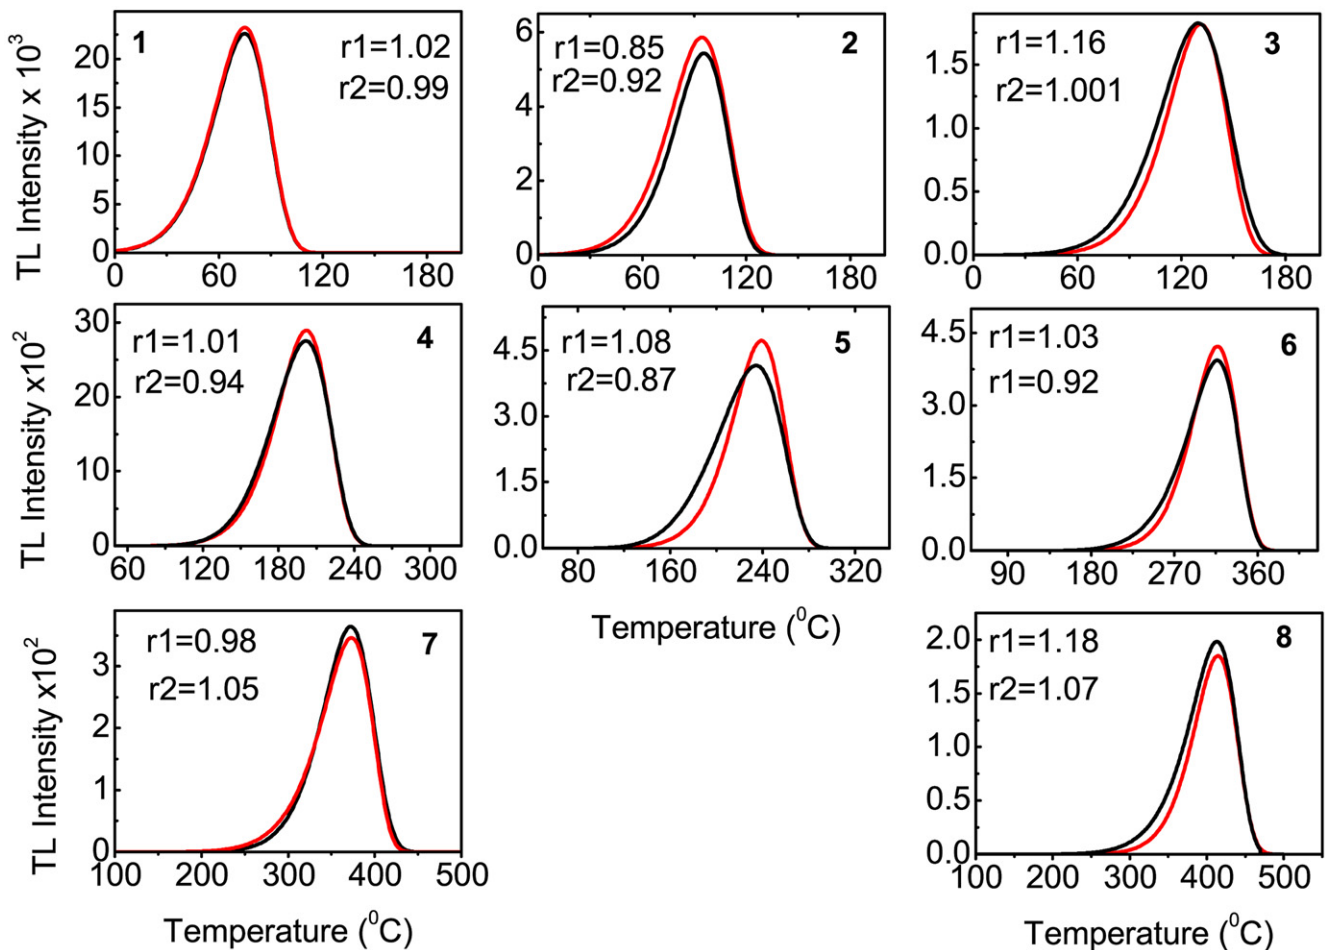 TL Intensity x 10³
1
r1=1.02
r2=0.99
20
15
10
5
0
0 60 120 180
2
r1=0.85
r2=0.92
6
4
2
0
0 60 120 180
3
r1=1.16
r2=1.001
1.5
1.0
0.5
0.0
0 60 120 180
TL Intensity x10²
4
r1=1.01
r2=0.94
30
20
10
0
60 120 180 240 300
5
r1=1.08
r2=0.87
4.5
3.0
1.5
0.0
80 160 240 320
Temperature (⁰C)
6
r1=1.03
r1=0.92
4.5
3.0
1.5
0.0
90 180 270 360
TL Intensity x10²
7
r1=0.98
r2=1.05
3
2
1
0
100 200 300 400 500
Temperature (⁰C)
8
r1=1.18
r2=1.07
2.0
1.5
1.0
0.5
0.0
100 200 300 400 500
Temperature (⁰C)